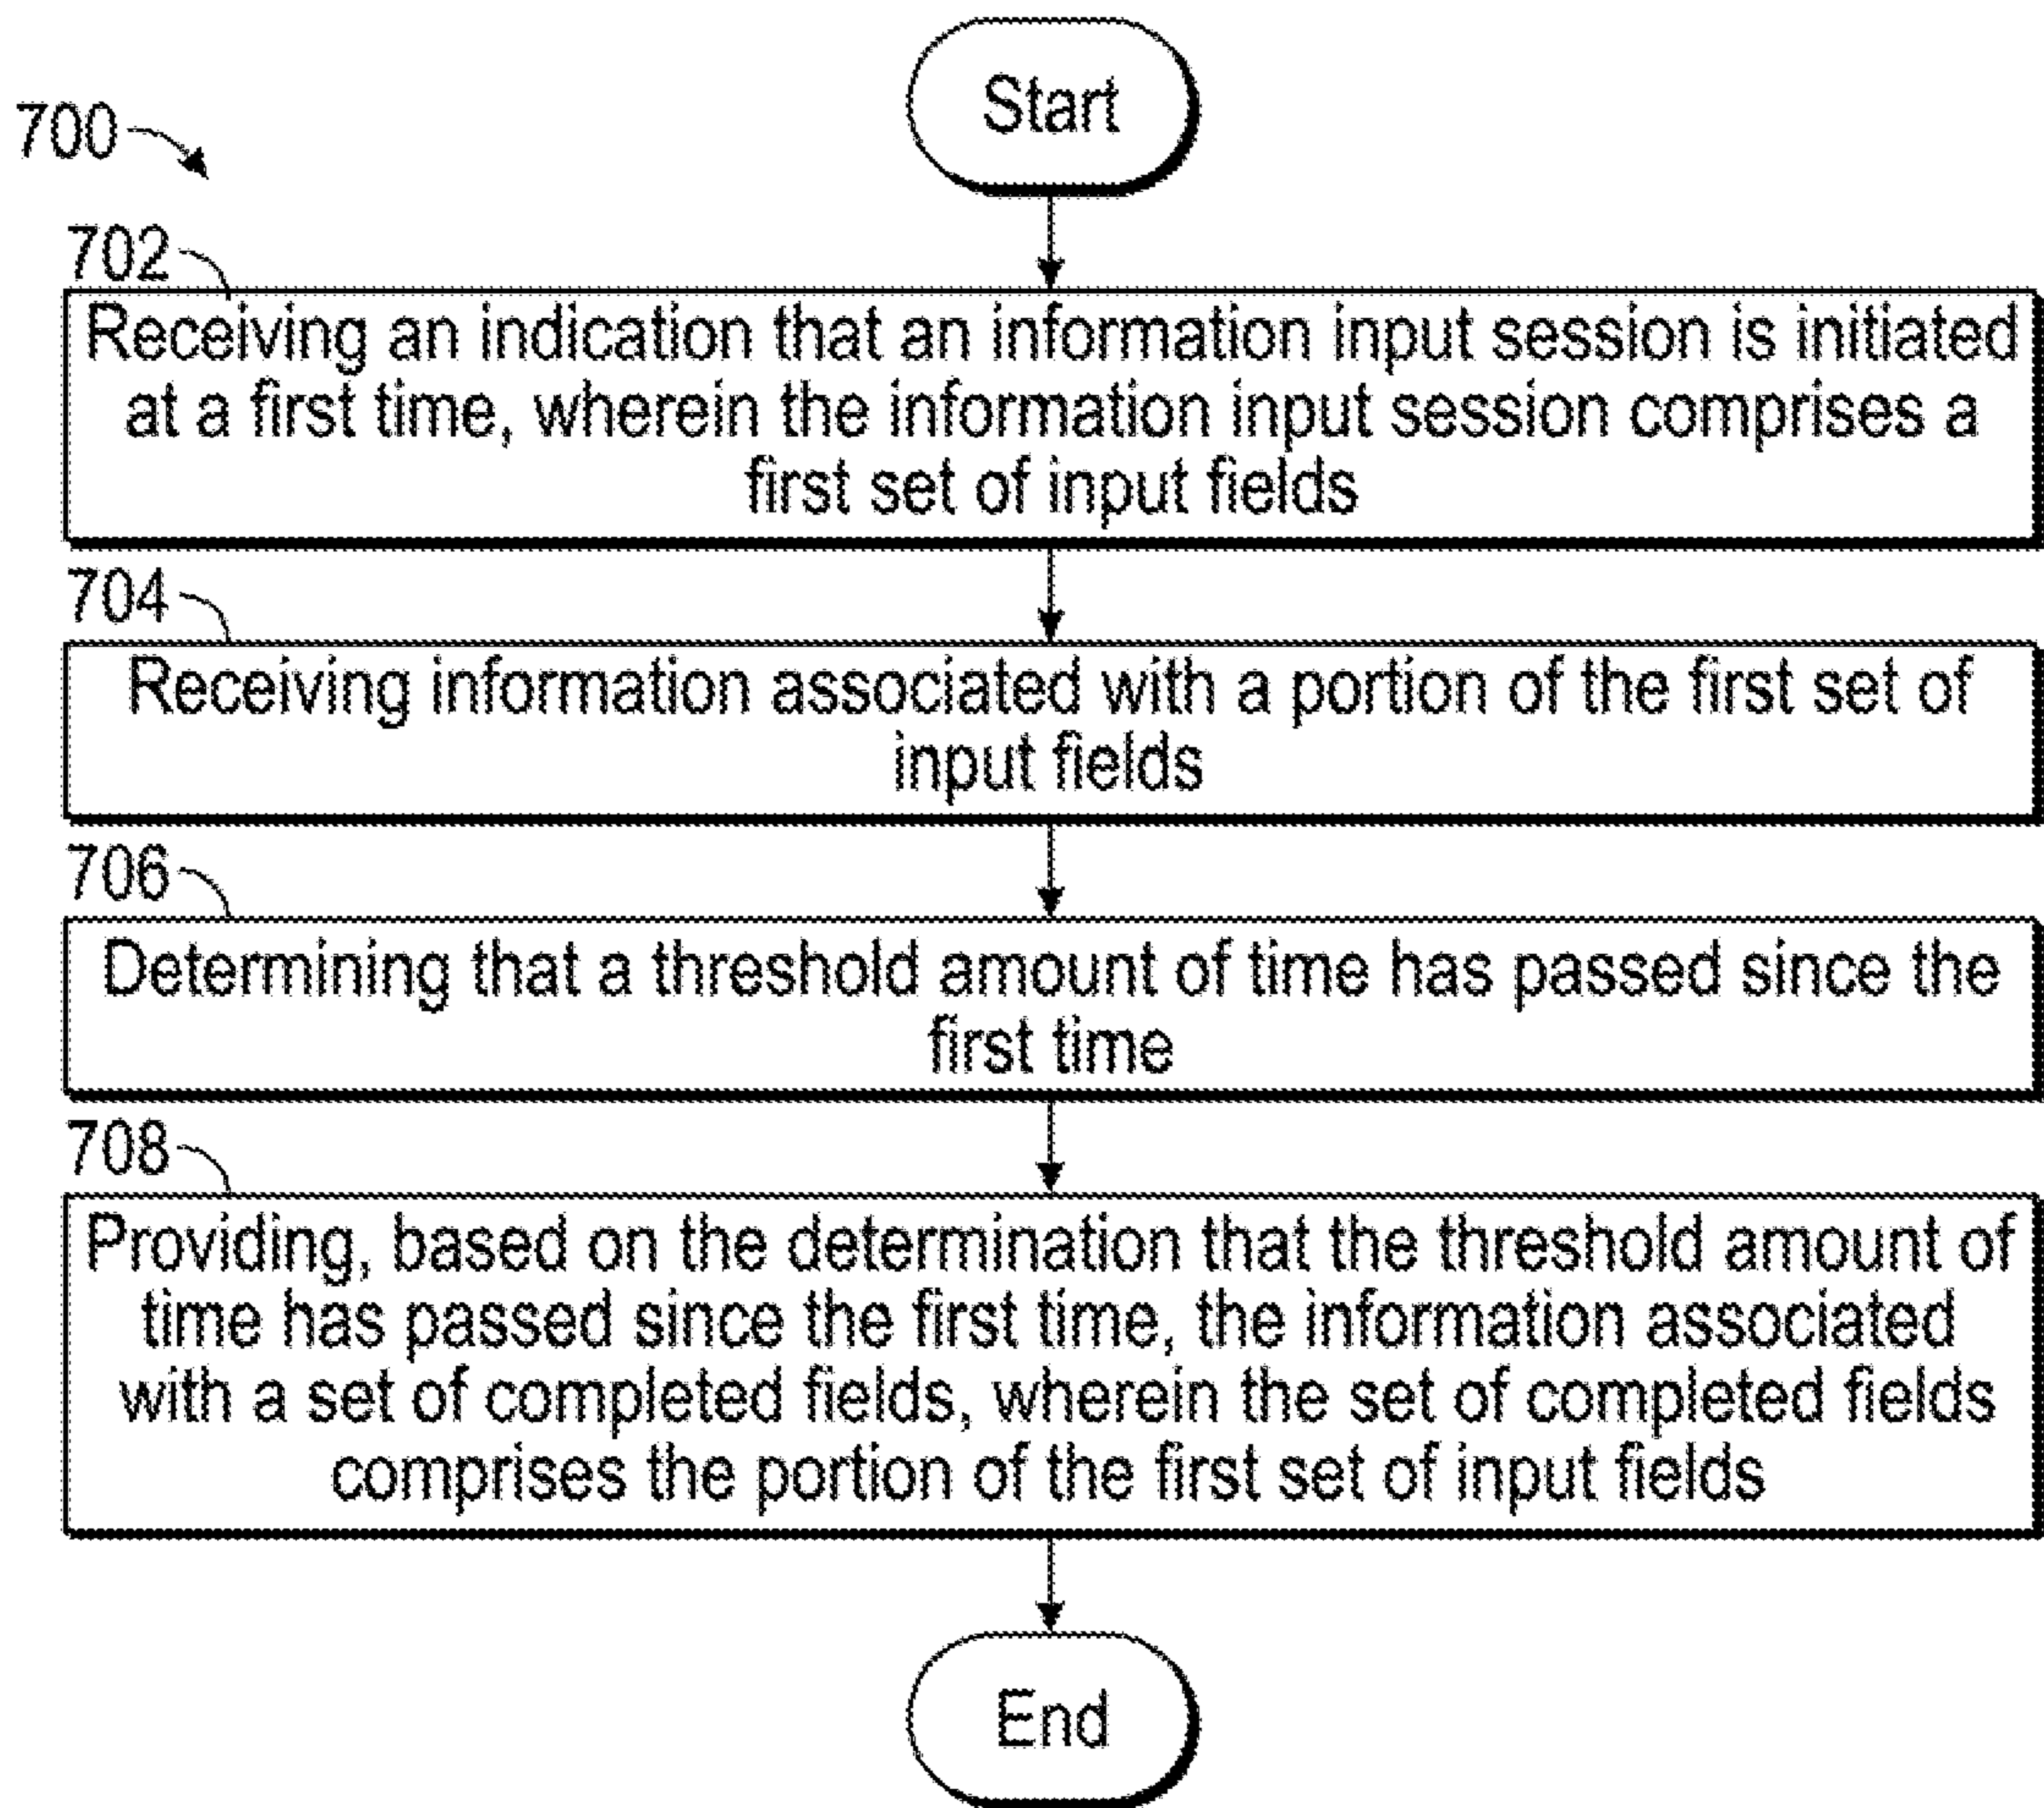 Start
700
702
Receiving an indication that an information input session is initiated
at a first time, wherein the information input session comprises a
first set of input fields
704
Receiving information associated with a portion of the first set of
input fields
706
Determining that a threshold amount of time has passed since the
first time
708
Providing, based on the determination that the threshold amount of
time has passed since the first time, the information associated
with a set of completed fields, wherein the set of completed fields
comprises the portion of the first set of input fields
End